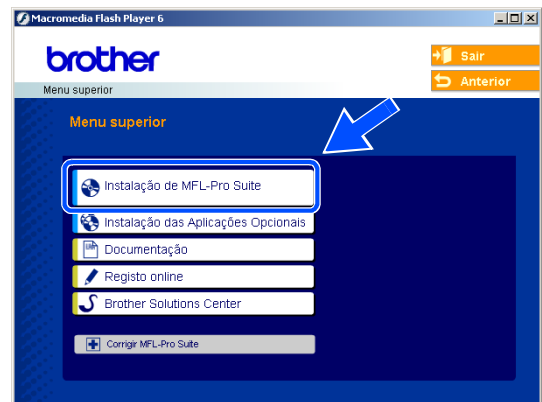 Macromedia Flash Player 6
brother
Sair
Anterior
Menu superior
Menu superior
Instalação de MFL-Pro Suite
Instalação das Aplicações Opcionais
Documentação
Registo online
Brother Solutions Center
Corrigir MFL-Pro Suite